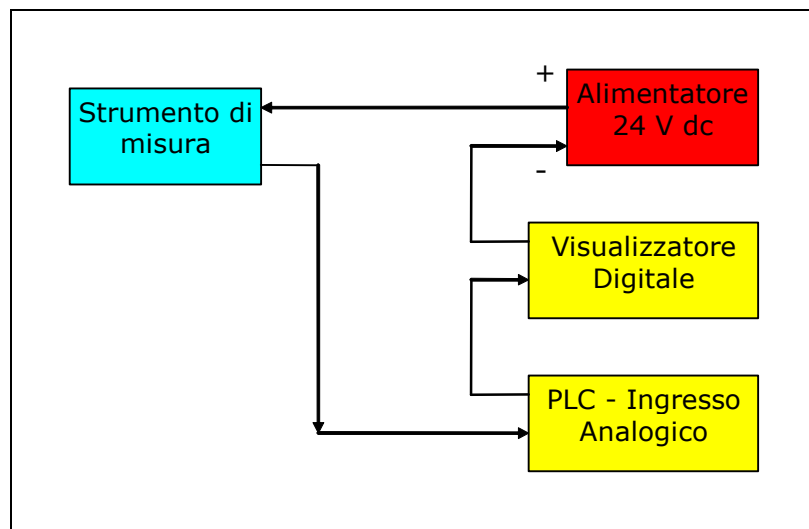 +
Alimentatore
24 V dc
Strumento di
misura
-
Visualizzatore
Digitale
PLC - Ingresso
Analogico